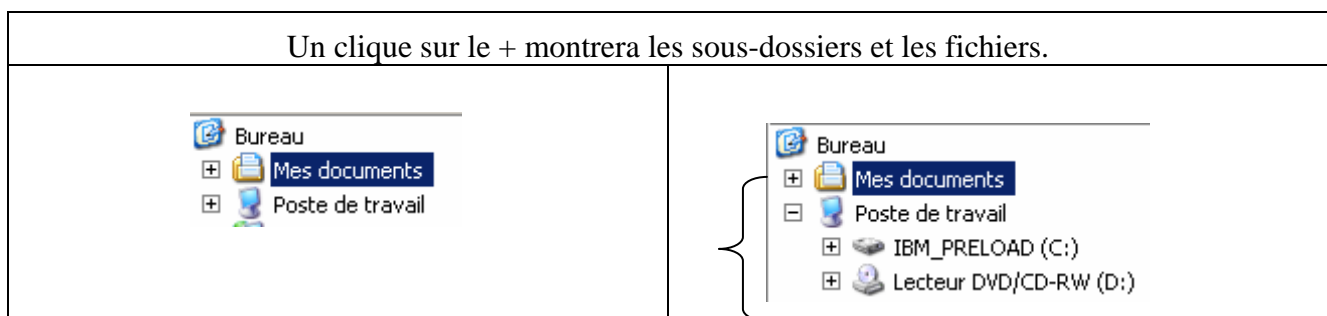 Un clique sur le + montrera les sous-dossiers et les fichiers.
Bureau
Mes documents
Poste de travail
Bureau
Mes documents
Poste de travail
IBM_PRELOAD (C:)
Lecteur DVD/CD-RW (D:)